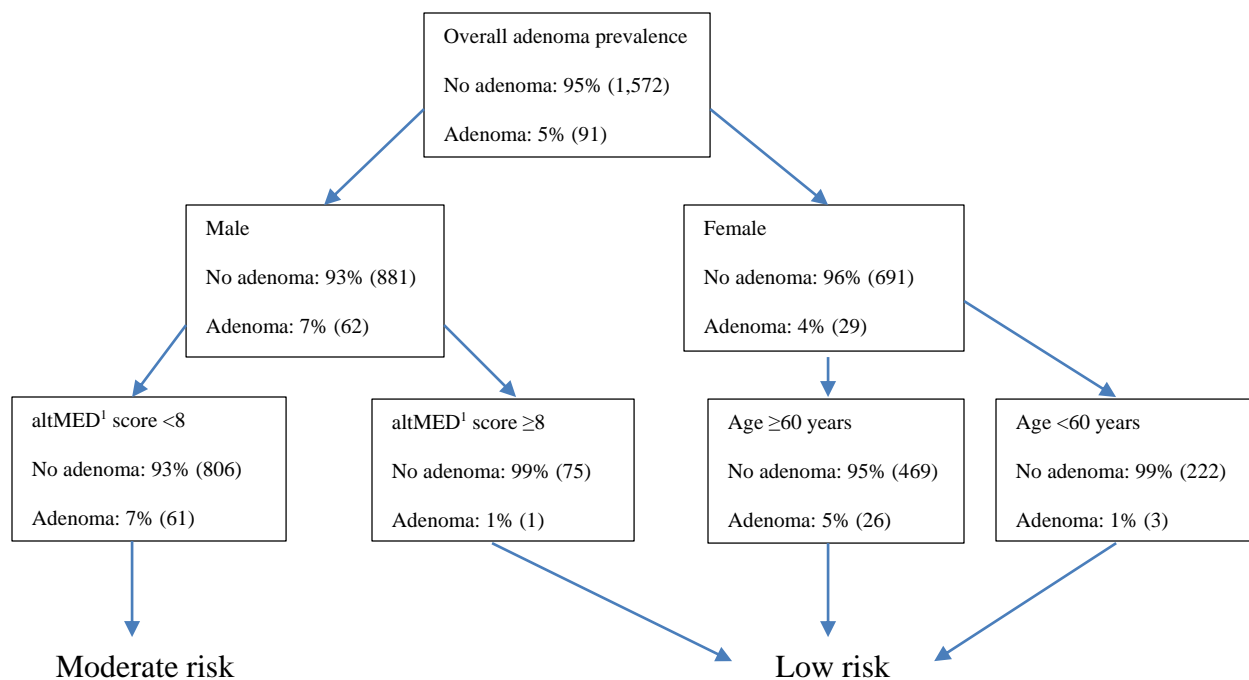 Overall adenoma prevalence
No adenoma: 95% (1,572)
Adenoma: 5% (91)
Male
No adenoma: 93% (881)
Adenoma: 7% (62)
Female
No adenoma: 96% (691)
Adenoma: 4% (29)
altMED¹ score <8
No adenoma: 93% (806)
Adenoma: 7% (61)
altMED¹ score ≥8
No adenoma: 99% (75)
Adenoma: 1% (1)
Age ≥60 years
No adenoma: 95% (469)
Adenoma: 5% (26)
Age <60 years
No adenoma: 99% (222)
Adenoma: 1% (3)
Moderate risk
Low risk